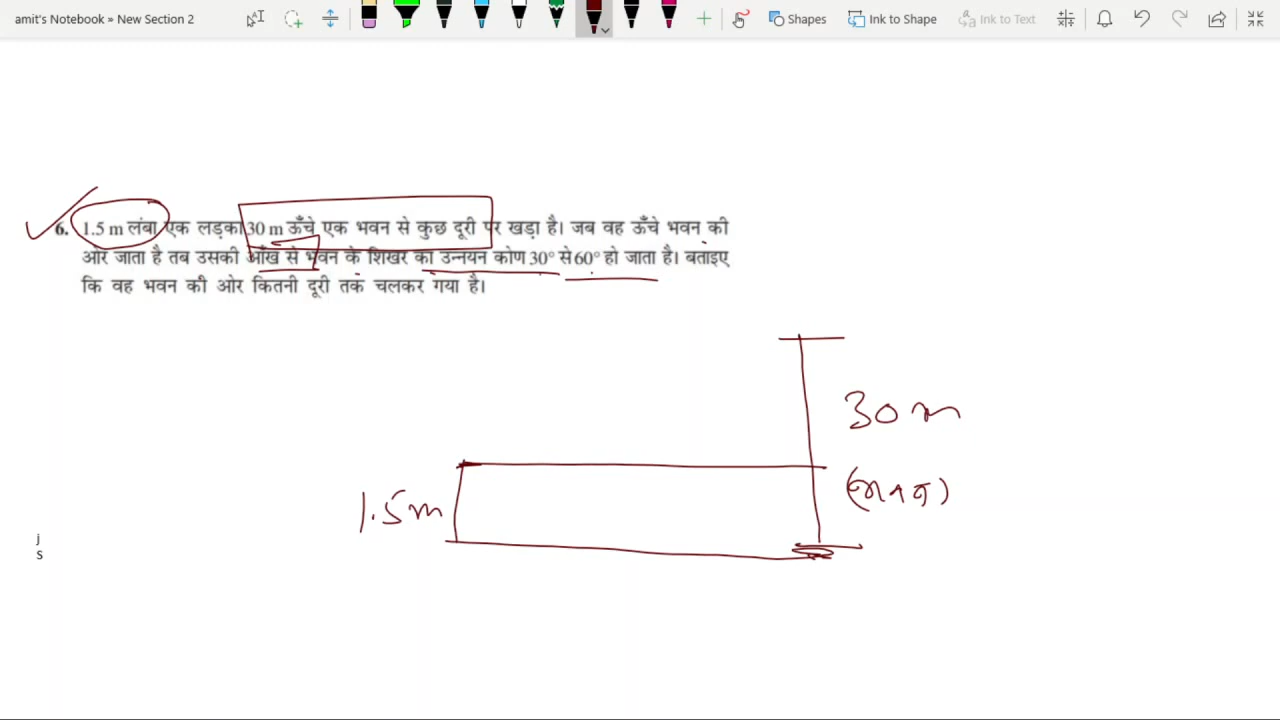 amit's Notebook » New Section 2
Shapes
Ink to Shape
Ink to Text
6. 1.5 m लंबा एक लड़का 30 m ऊँचे एक भवन से कुछ दूरी पर खड़ा है। जब वह ऊँचे भवन की
ओर जाता है तब उसकी आँख से भवन के शिखर का उन्नयन कोण 30° से 60° हो जाता है। बताइए
कि वह भवन की ओर कितनी दूरी तक चलकर गया है।
30 m
1.5 m
j
s